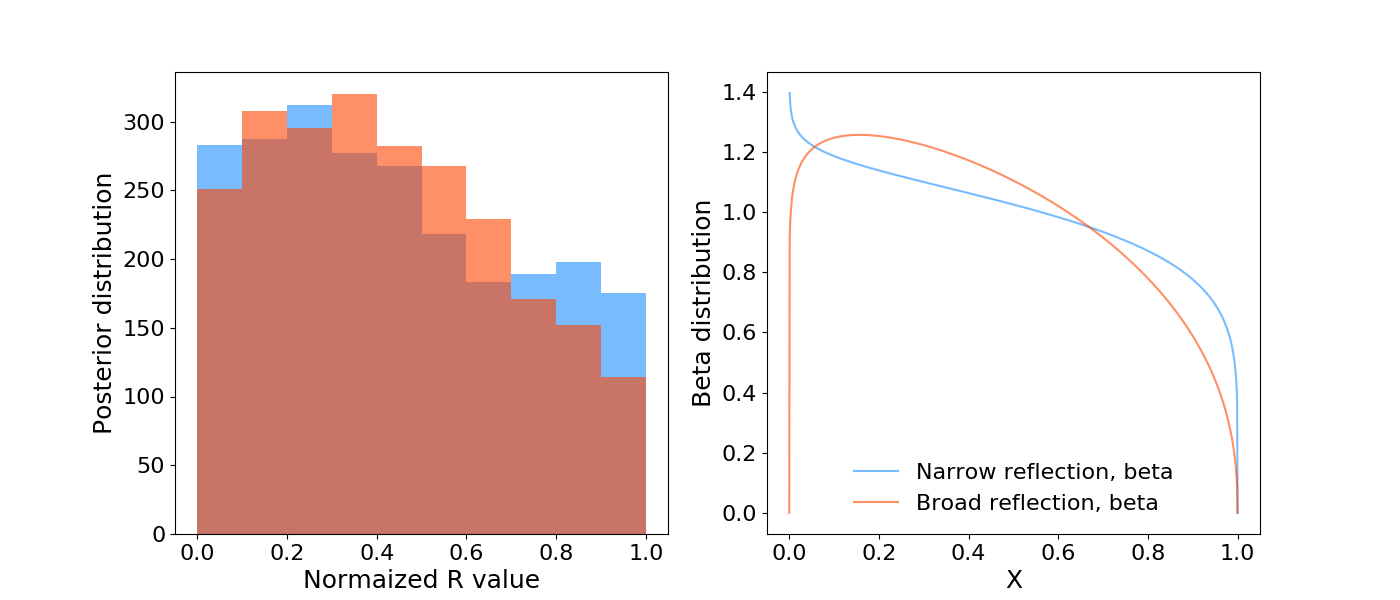 Posterior distribution
300
250
200
150
100
50
0
0.0 0.2 0.4 0.6 0.8 1.0
Normaized R value
Beta distribution
1.4
1.2
1.0
0.8
0.6
0.4
0.2
0.0
Narrow reflection, beta
Broad reflection, beta
0.0 0.2 0.4 0.6 0.8 1.0
X